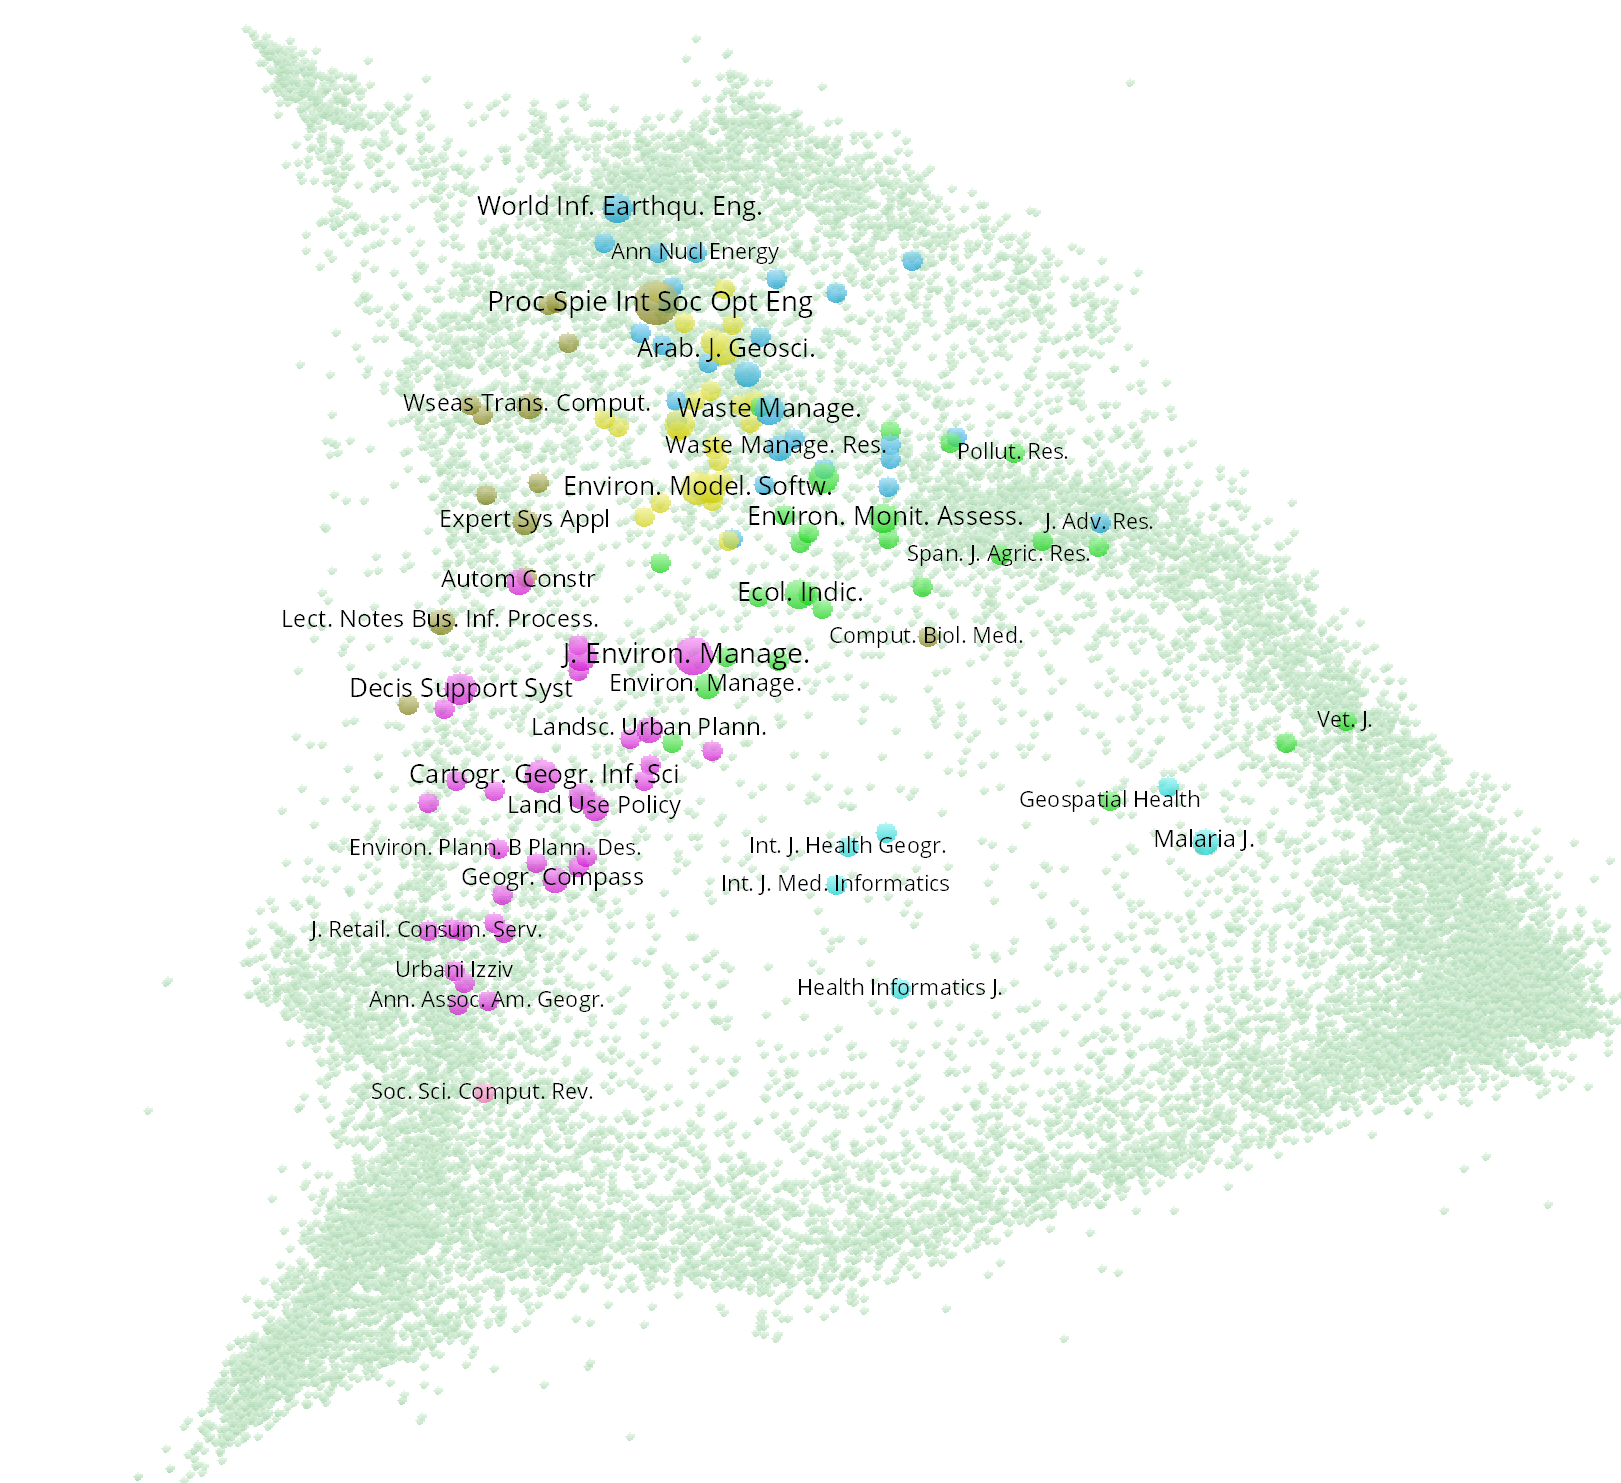 World Inf. Earthqu. Eng.
Ann Nucl Energy
Proc Spie Int Soc Opt Eng
Arab. J. Geosci.
Wseas Trans. Comput.
Waste Manage.
Waste Manage. Res.
Pollut. Res.
Environ. Model. Softw.
Expert Sys Appl
Environ. Monit. Assess.
J. Adv. Res.
Span. J. Agric. Res.
Autom Constr
Ecol. Indic.
Lect. Notes Bus. Inf. Process.
Comput. Biol. Med.
J. Environ. Manage.
Decis Support Syst
Environ. Manage.
Landsc. Urban Plann.
Vet. J.
Cartogr. Geogr. Inf. Sci
Land Use Policy
Geospatial Health
Environ. Plann. B Plann. Des.
Int. J. Health Geogr.
Malaria J.
Geogr. Compass
Int. J. Med. Informatics
J. Retail. Consum. Serv.
Urbani Izziv
Ann. Assoc. Am. Geogr.
Health Informatics J.
Soc. Sci. Comput. Rev.